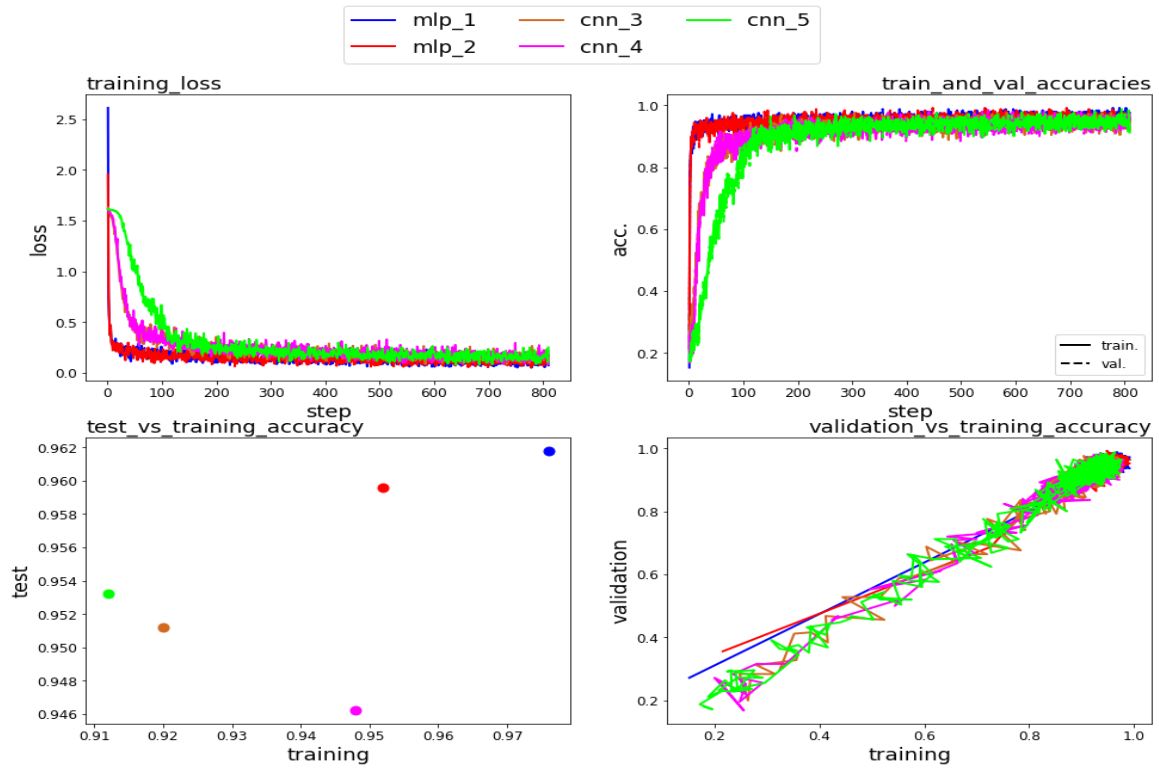 mlp_1 cnn_3 cnn_5
mlp_2 cnn_4
training_loss
2.5
2.0
1.5
1.0
0.5
0.0
loss
0 100 200 300 400 500 600 700 800
step
train_and_val_accuracies
1.0
0.8
0.6
0.4
0.2
acc.
train.
val.
0 100 200 300 400 500 600 700 800
step
test_vs_training_accuracy
0.962
0.960
0.958
0.956
0.954
0.952
0.950
0.948
0.946
test
0.91 0.92 0.93 0.94 0.95 0.96 0.97
training
validation_vs_training_accuracy
1.0
0.8
0.6
0.4
0.2
validation
0.2 0.4 0.6 0.8 1.0
training